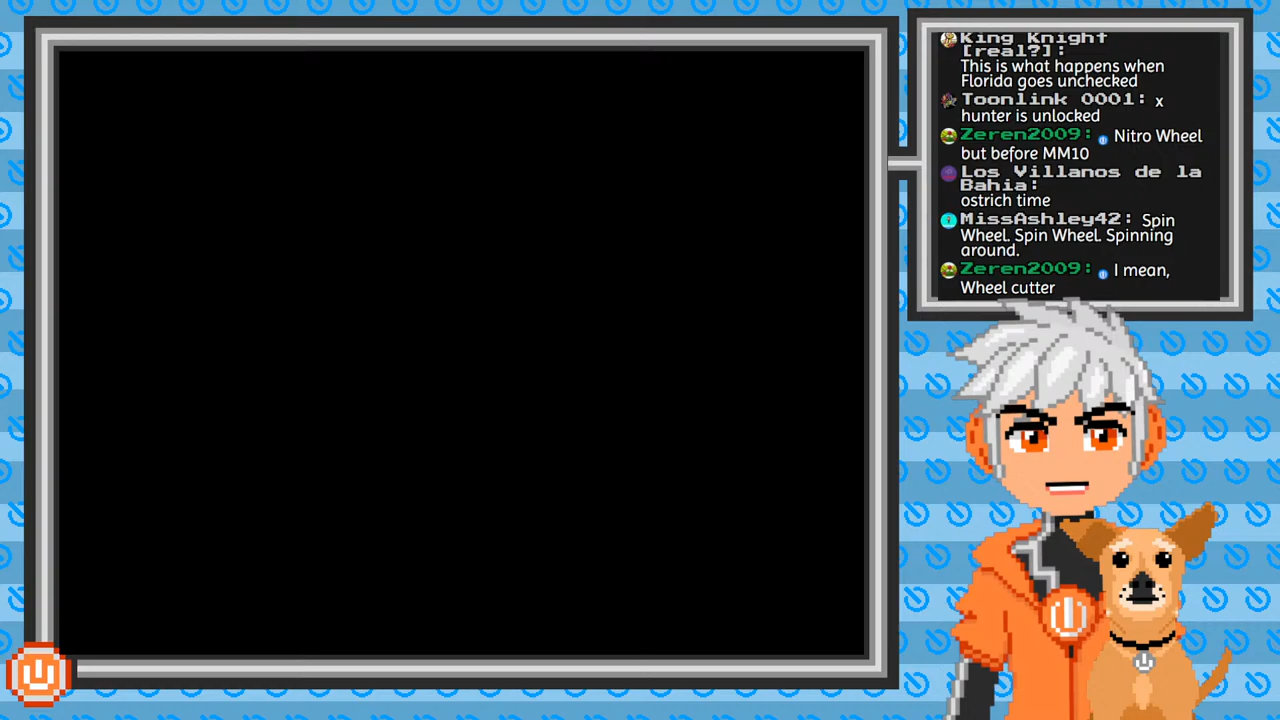 King Knight
[real?]:
This is what happens when
Florida goes unchecked
Toonlink 0001: x
hunter is unlocked
Zeren2009: Nitro Wheel
but before MM10
Los Villanos de la
Bahia:
ostrich time
MissAshley42: Spin
Wheel. Spin Wheel. Spinning
around.
Zeren2009: I mean,
Wheel cutter